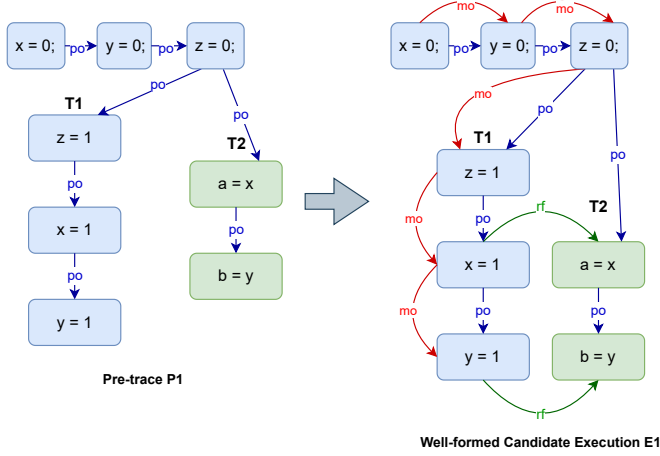 x = 0; po y = 0; po z = 0;
po
T1
z = 1
po
x = 1
po
y = 1
po
T2
a = x
po
b = y
Pre-trace P1
mo mo
x = 0; po y = 0; po z = 0;
mo
po
po
T1
z = 1
T2
mo
po
rf
x = 1
a = x
mo
po
po
y = 1
b = y
rf
Well-formed Candidate Execution E1